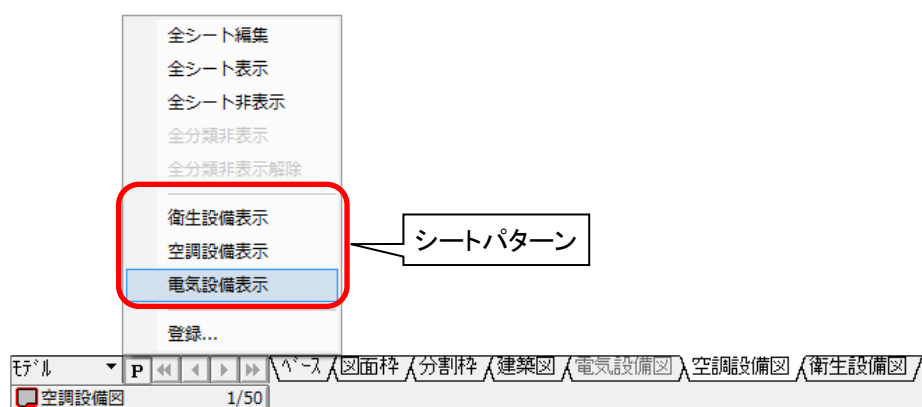 全シート編集
全シート表示
全シート非表示
全分類非表示
全分類非表示解除
衛生設備表示
空調設備表示
電気設備表示
シートパターン
登録...
ﾓﾃﾞﾙ P ﾍﾞｰｽ 図面枠 分割枠 建築図 電気設備図 空調設備図 衛生設備図
空調設備図 1/50